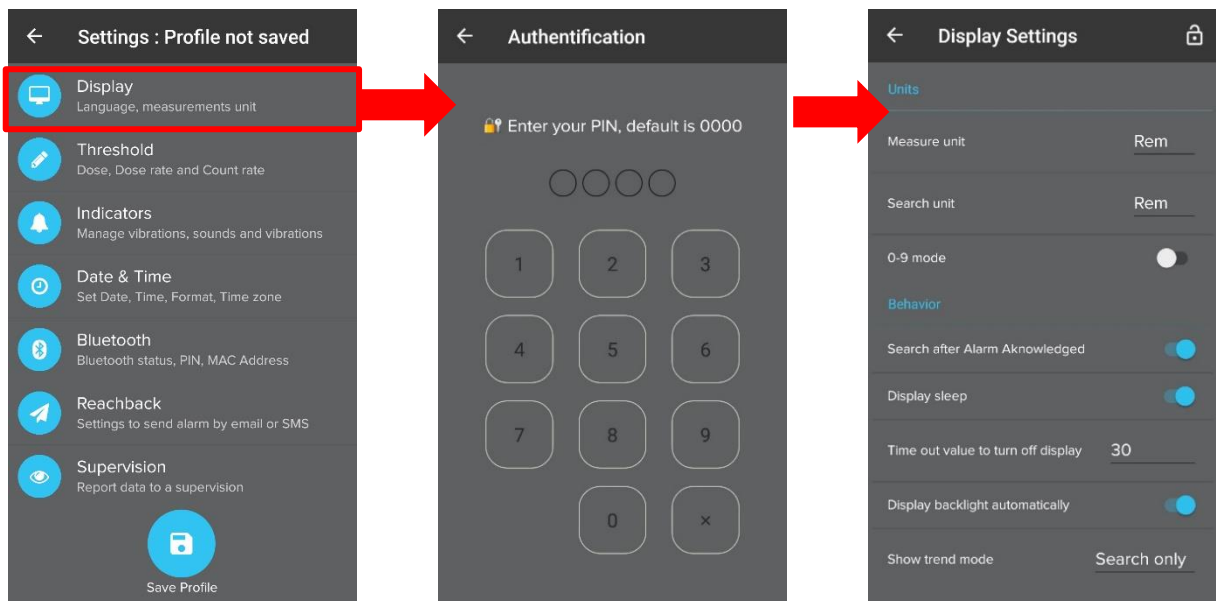 Settings : Profile not saved
Display
Language, measurements unit
Threshold
Dose, Dose rate and Count rate
Indicators
Manage vibrations, sounds and vibrations
Date & Time
Set Date, Time, Format, Time zone
Bluetooth
Bluetooth status, PIN, MAC Address
Reachback
Settings to send alarm by email or SMS
Supervision
Report data to a supervision
Save Profile
Authentification
Enter your PIN, default is 0000
1 2 3
4 5 6
7 8 9
0 ×
Display Settings
Units
Measure unit Rem
Search unit Rem
0-9 mode
Behavior
Search after Alarm Aknowledged
Display sleep
Time out value to turn off display 30
Display backlight automatically
Show trend mode Search only